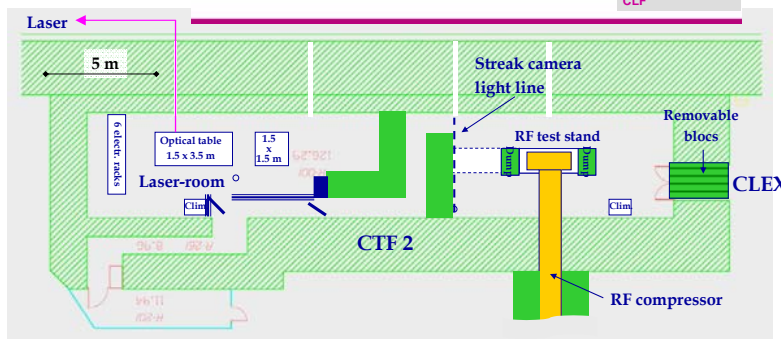 CLF
Laser
5 m
Streak camera
light line
Removable
blocs
6 electr. racks
Optical table
1.5 x 3.5 m
1.5
x
1.5 m
RF test stand
Dump
Dump
Laser-room
Clim
Clim
CLEX
CTF 2
RF compressor